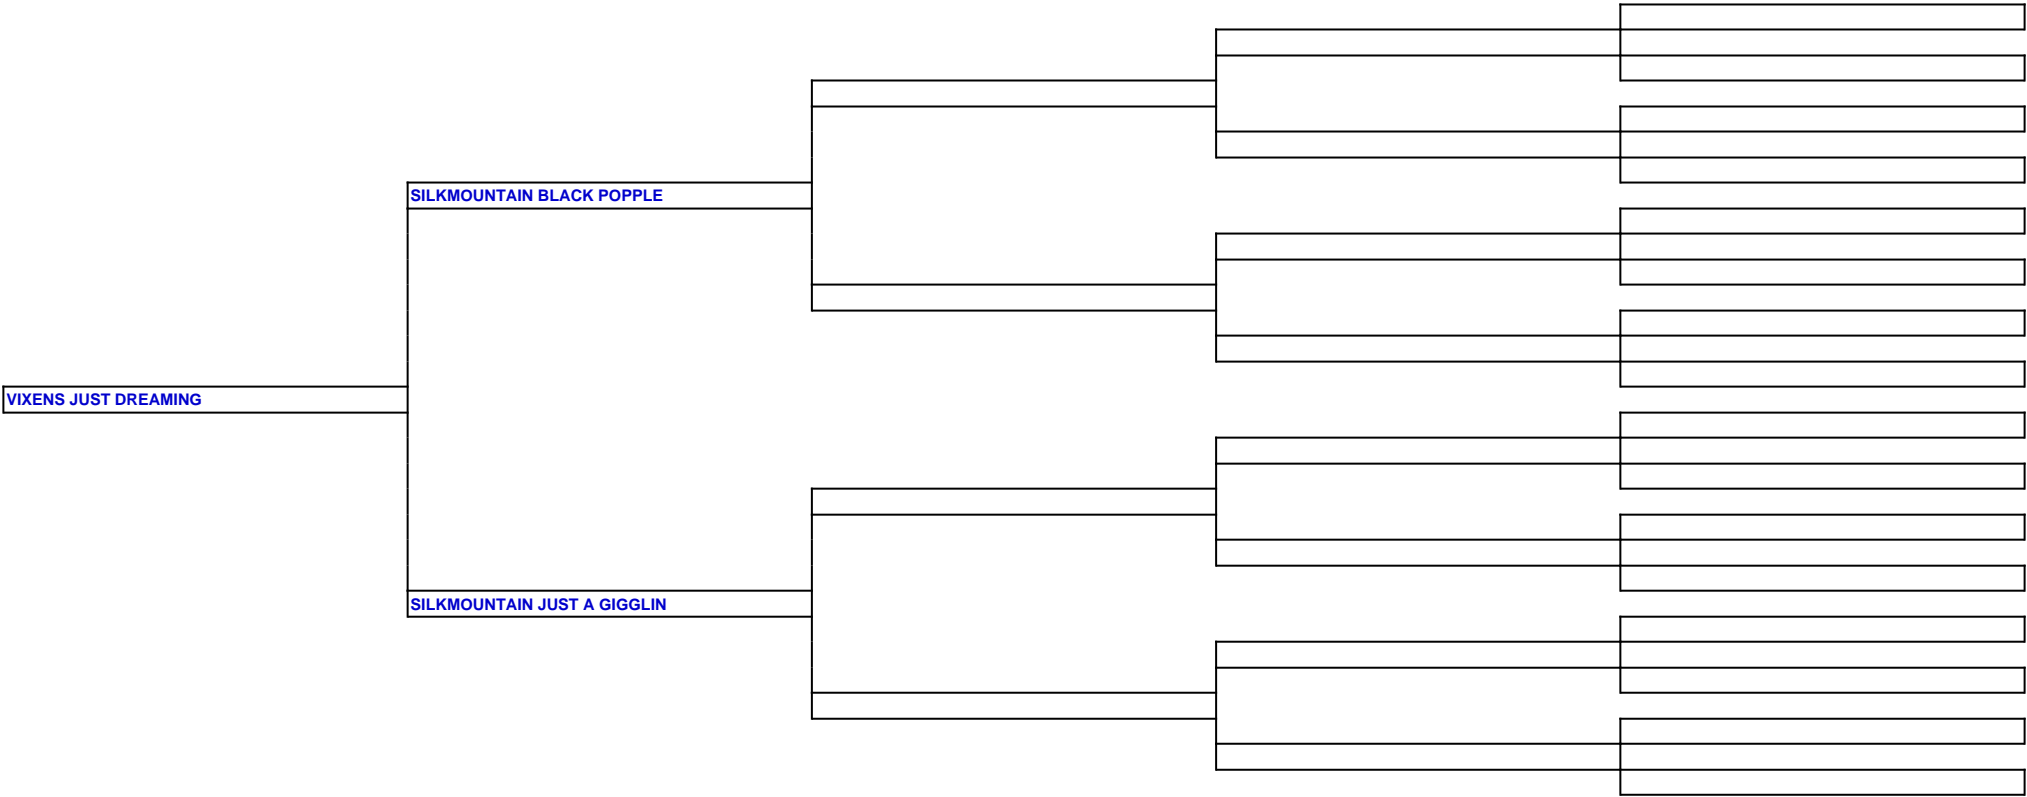 SILKMOUNTAIN BLACK POPPLE
VIXENS JUST DREAMING
SILKMOUNTAIN JUST A GIGGLIN